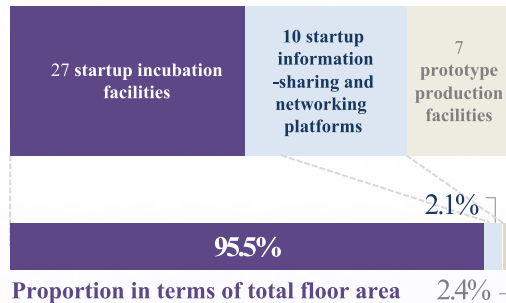 27 startup incubation
facilities
10 startup
information
-sharing and
networking
platforms
7
prototype
production
facilities
2.1%
95.5%
Proportion in terms of total floor area
2.4%